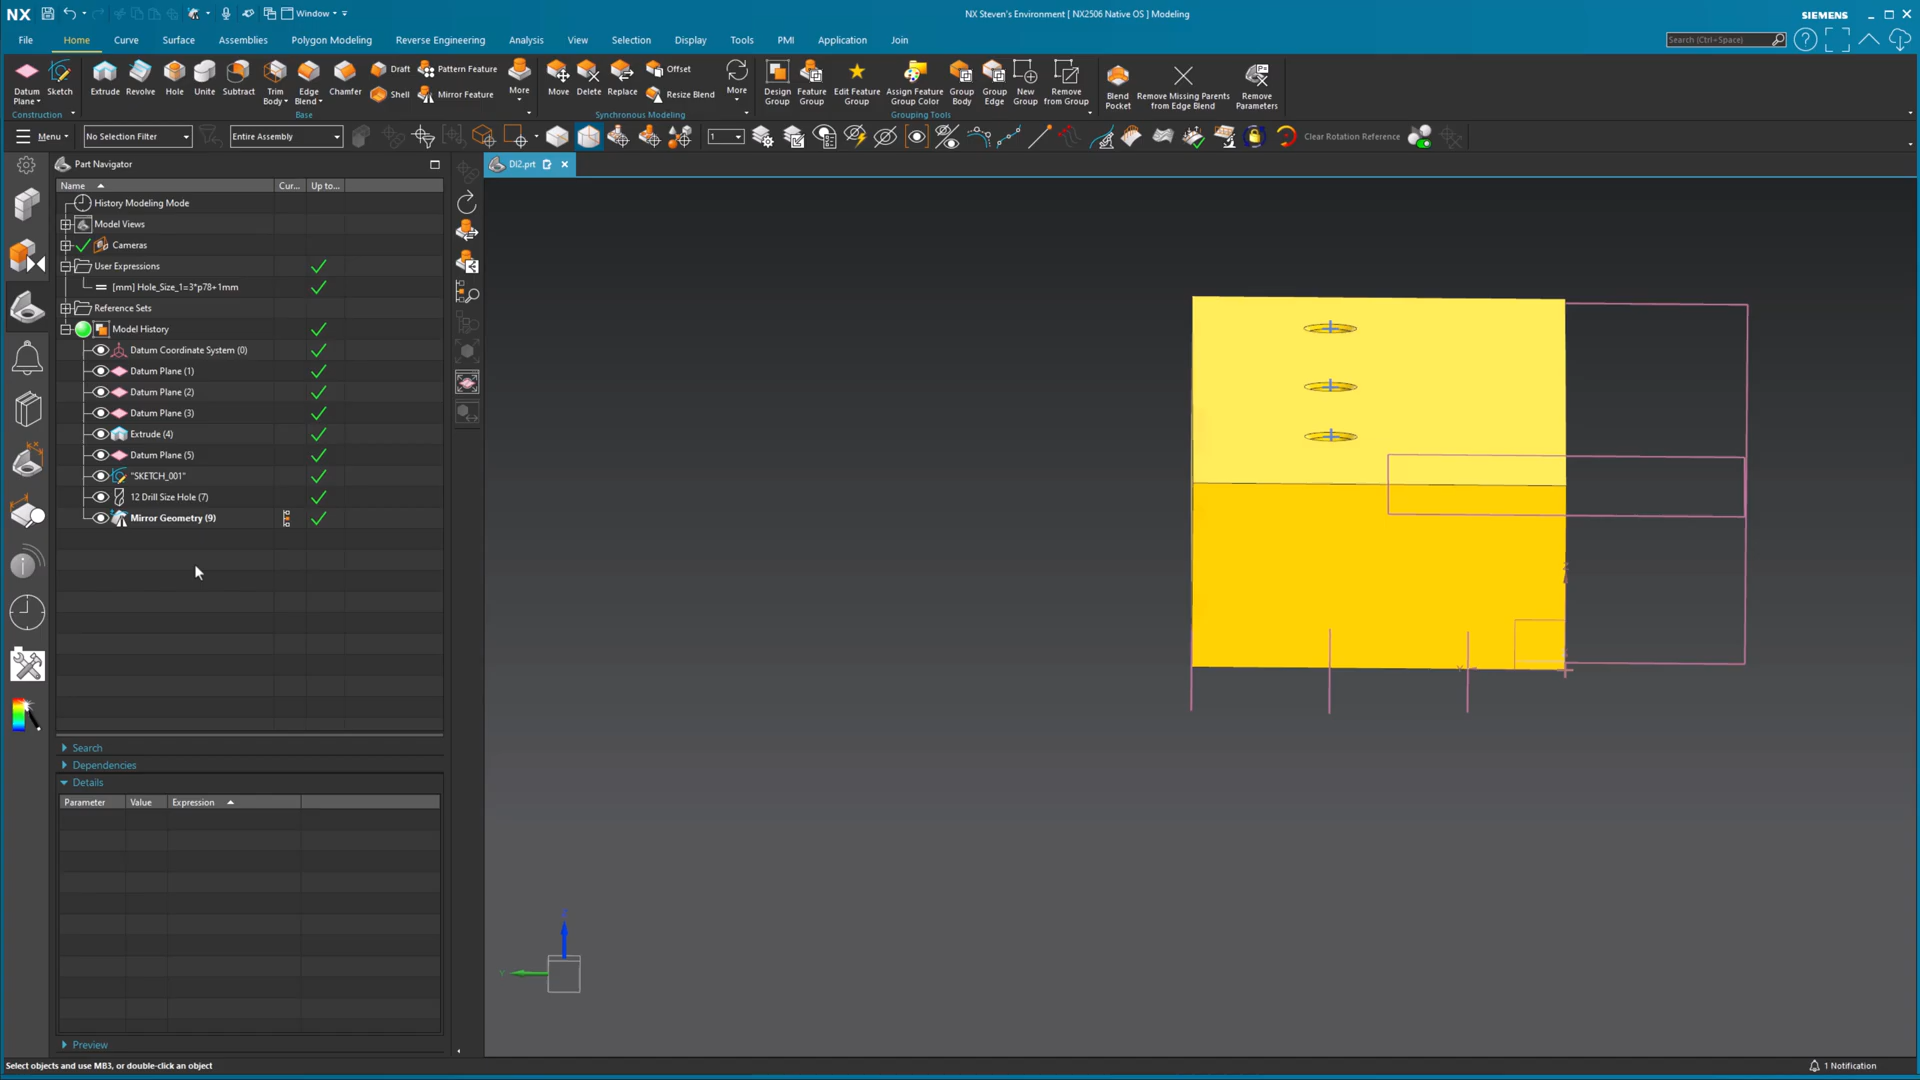 NX
Window
NX Steven's Environment [ NX2506 Native OS ] Modeling
SIEMENS
File Home Curve Surface Assemblies Polygon Modeling Reverse Engineering Analysis View Selection Display Tools PMI Application Join
Search (Ctrl+Space)
Datum Plane
Sketch
Construction
Extrude
Revolve
Hole
Unite
Subtract
Trim Body
Edge Blend
Chamfer
Draft
Shell
Pattern Feature
Mirror Feature
More
Base
Move
Delete
Replace
Offset
Resize Blend
More
Synchronous Modeling
Design Group
Feature Group
Edit Feature Group
Assign Feature Group Color
Group Body
Group Edge
New Group
Remove from Group
Grouping Tools
Blend Pocket
Remove Missing Parents from Edge Blend
Remove Parameters
Menu
No Selection Filter
Entire Assembly
1
Clear Rotation Reference
Part Navigator
DI2.prt
Name Cur... Up to...
History Modeling Mode
Model Views
Cameras
User Expressions
[mm] Hole_Size_1=3*p78+1mm
Reference Sets
Model History
Datum Coordinate System (0)
Datum Plane (1)
Datum Plane (2)
Datum Plane (3)
Extrude (4)
Datum Plane (5)
"SKETCH_001"
12 Drill Size Hole (7)
Mirror Geometry (9)
Search
Dependencies
Details
Parameter Value Expression
Preview
Z
Y
Select objects and use MB3, or double-click an object
1 Notification